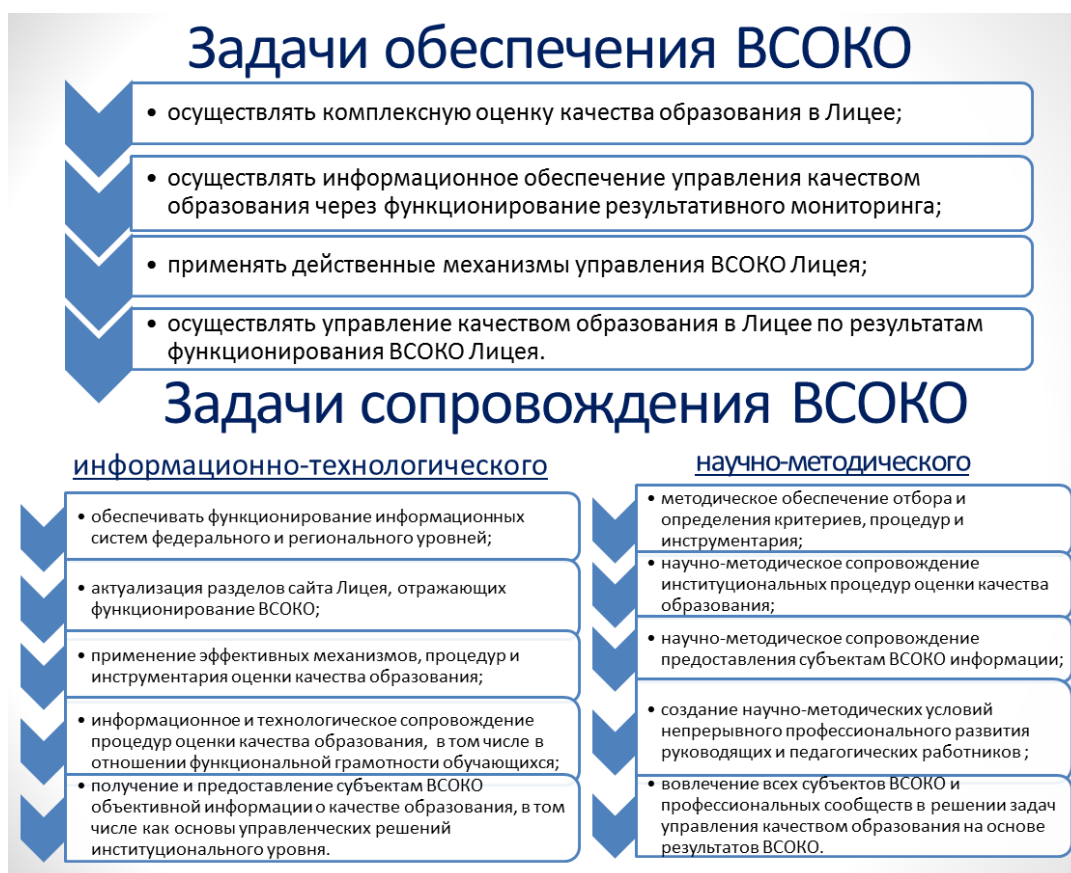 Задачи обеспечения ВСОКО
• осуществлять комплексную оценку качества образования в Лицее;
• осуществлять информационное обеспечение управления качеством
образования через функционирование результативного мониторинга;
• применять действенные механизмы управления ВСОКО Лицея;
• осуществлять управление качеством образования в Лицее по результатам
функционирования ВСОКО Лицея.
Задачи сопровождения ВСОКО
информационно-технологического
• обеспечивать функционирование информационных
систем федерального и регионального уровней;
• актуализация разделов сайта Лицея, отражающих
функционирование ВСОКО;
• применение эффективных механизмов, процедур и
инструментария оценки качества образования;
• информационное и технологическое сопровождение
процедур оценки качества образования, в том числе в
отношении функциональной грамотности обучающихся;
• получение и предоставление субъектам ВСОКО
объективной информации о качестве образования, в том
числе как основы управленческих решений
институционального уровня.
научно-методического
• методическое обеспечение отбора и
определения критериев, процедур и
инструментария;
• научно-методическое сопровождение
институциональных процедур оценки качества
образования;
• научно-методическое сопровождение
предоставления субъектам ВСОКО информации;
• создание научно-методических условий
непрерывного профессионального развития
руководящих и педагогических работников ;
• вовлечение всех субъектов ВСОКО и
профессиональных сообществ в решении задач
управления качеством образования на основе
результатов ВСОКО.